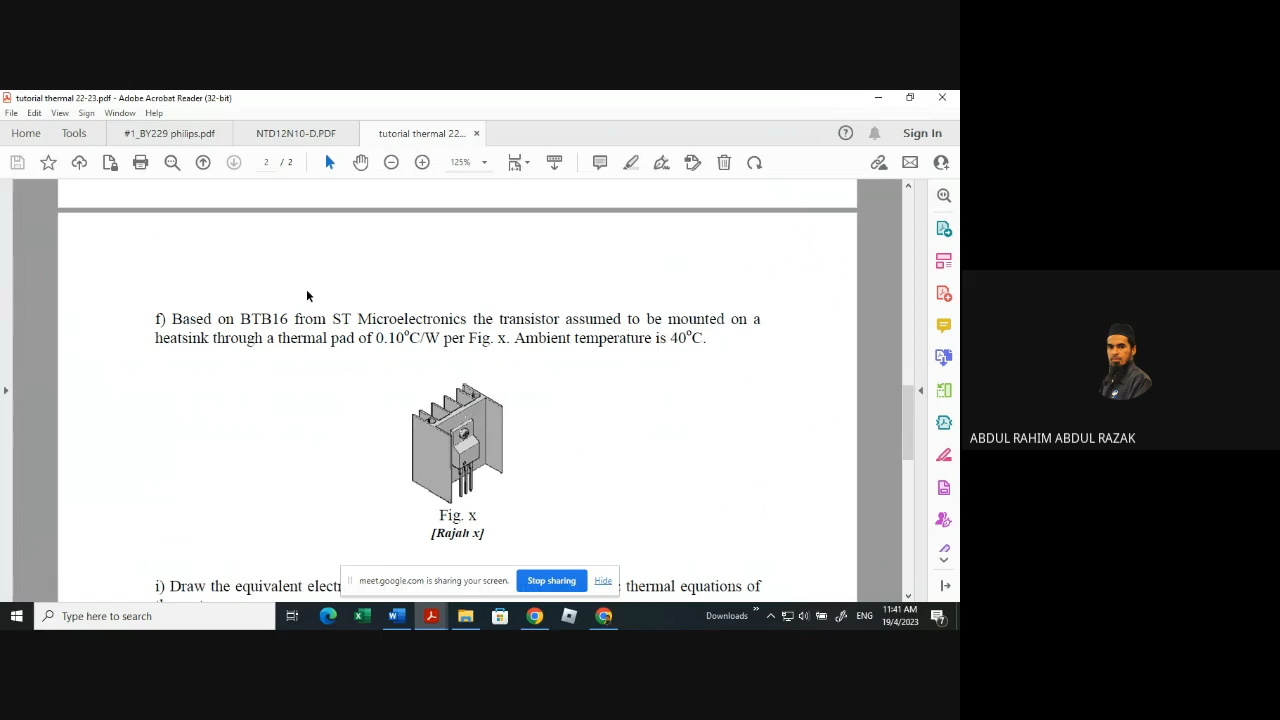 tutorial thermal 22-23.pdf - Adobe Acrobat Reader (32-bit)
File Edit View Sign Window Help
Home Tools #1_BY229 philips.pdf NTD12N10-D.PDF tutorial thermal 22... × Sign In
2 / 2 125%
f) Based on BTB16 from ST Microelectronics the transistor assumed to be mounted on a
heatsink through a thermal pad of 0.10°C/W per Fig. x. Ambient temperature is 40°C.
Fig. x
[Rajah x]
i) Draw the equivalent electr thermal equations of
meet.google.com is sharing your screen. Stop sharing Hide
Type here to search Downloads ENG 11:41 AM
19/4/2023
ABDUL RAHIM ABDUL RAZAK